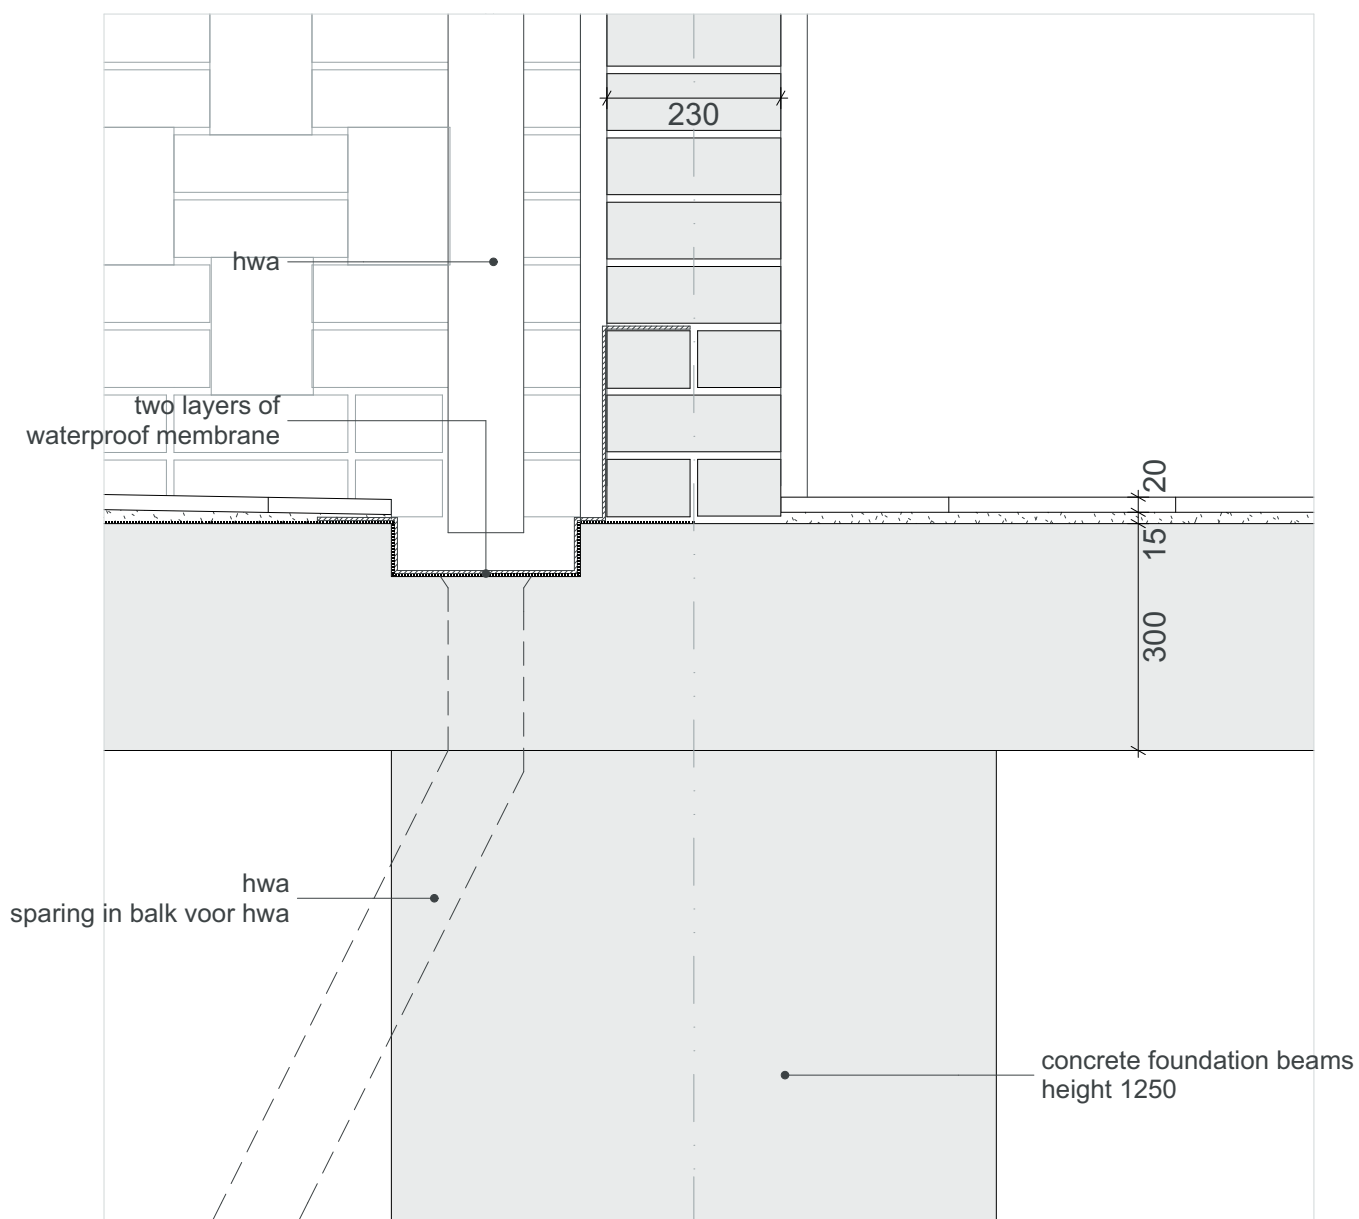 230
hwa
two layers of
waterproof membrane
20
15
300
hwa
sparing in balk voor hwa
concrete foundation beams
height 1250